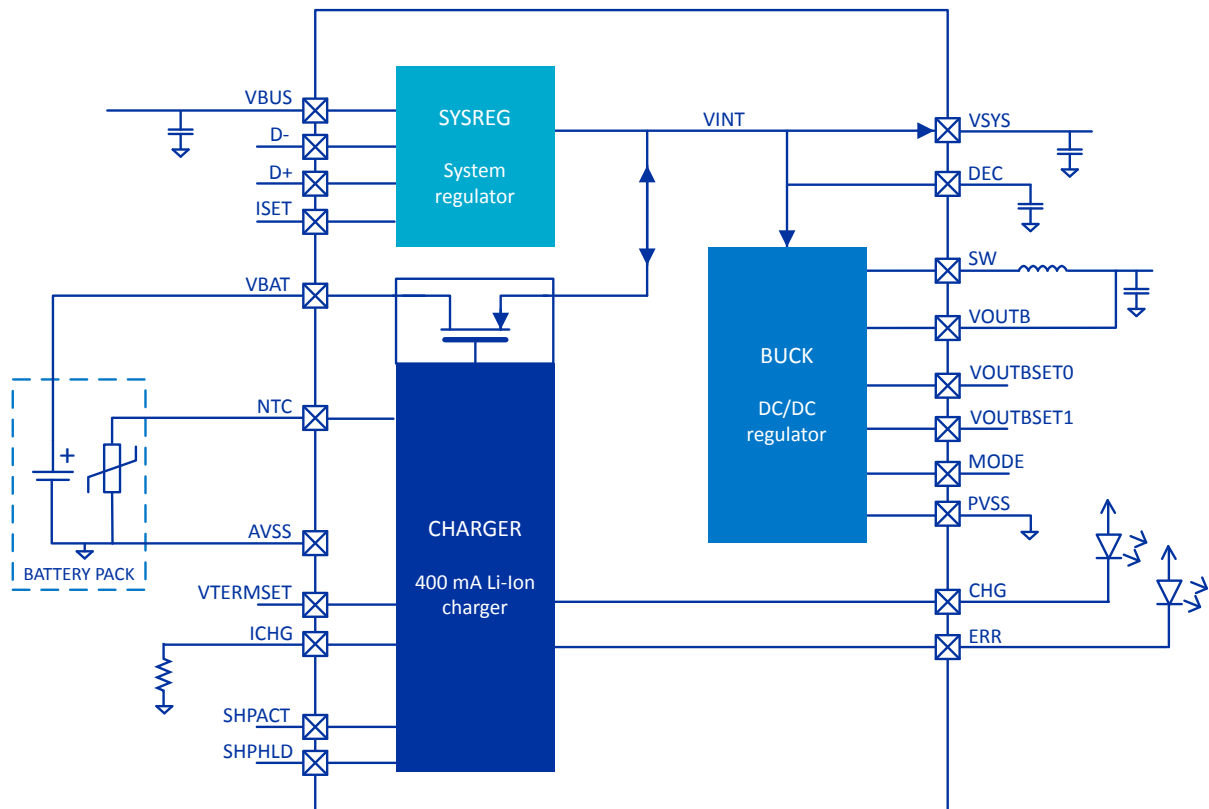 VBUS
D-
D+
ISET
VBAT
NTC
AVSS
VTERMSET
ICHG
SHPACT
SHPHLD
+
BATTERY PACK
SYSREG
System
regulator
CHARGER
400 mA Li-Ion
charger
VINT
BUCK
DC/DC
regulator
VSYS
DEC
SW
VOUTB
VOUTBSET0
VOUTBSET1
MODE
PVSS
CHG
ERR